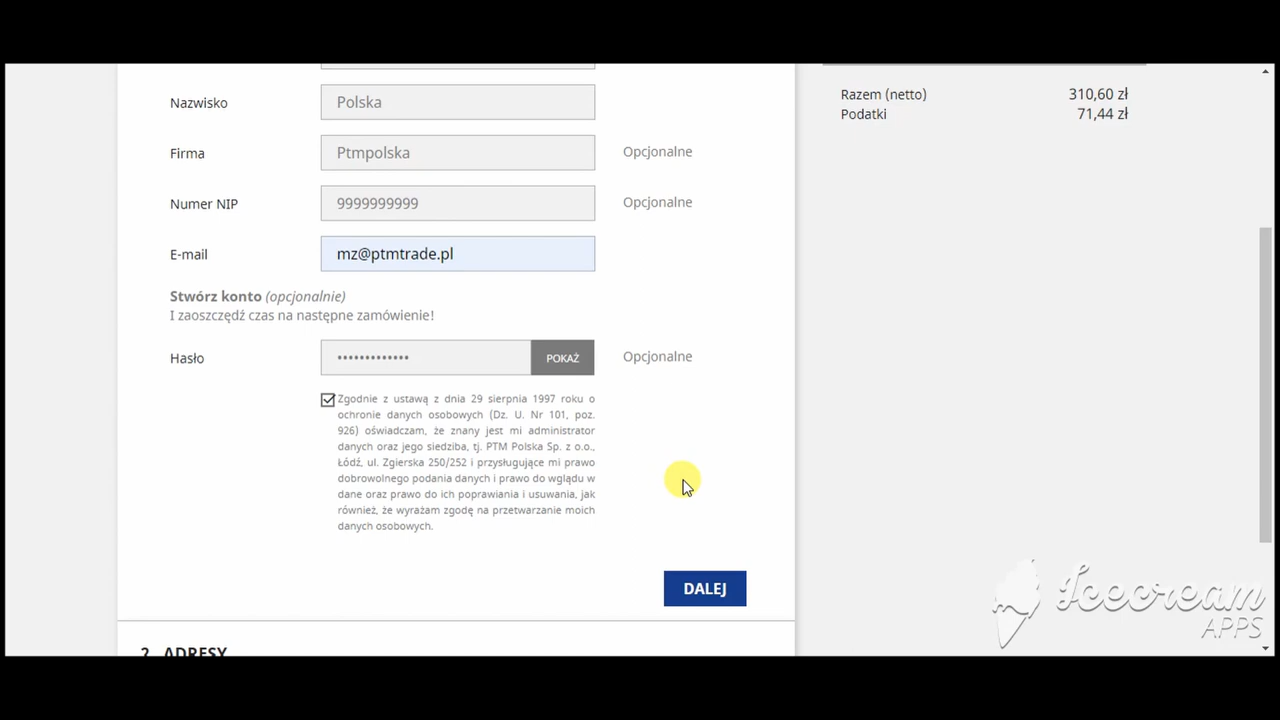 Nazwisko
Polska
Razem (netto) 310,60 zł
Podatki 71,44 zł
Firma
Ptmpolska
Opcjonalne
Numer NIP
9999999999
Opcjonalne
E-mail
mz@ptmtrade.pl
Stwórz konto (opcjonalnie)
I zaoszczędź czas na następne zamówienie!
Hasło
•••••••••••••
POKAŻ
Opcjonalne
Zgodnie z ustawą z dnia 29 sierpnia 1997 roku o
ochronie danych osobowych (Dz. U. Nr 101, poz.
926) oświadczam, że znany jest mi administrator
danych oraz jego siedziba, tj. PTM Polska Sp. z o.o.,
Łódź, ul. Zgierska 250/252 i przysługujące mi prawo
dobrowolnego podania danych i prawo do wglądu w
dane oraz prawo do ich poprawiania i usuwania, jak
również, że wyrażam zgodę na przetwarzanie moich
danych osobowych.
DALEJ
2 ADRESY
Icecream
APPS